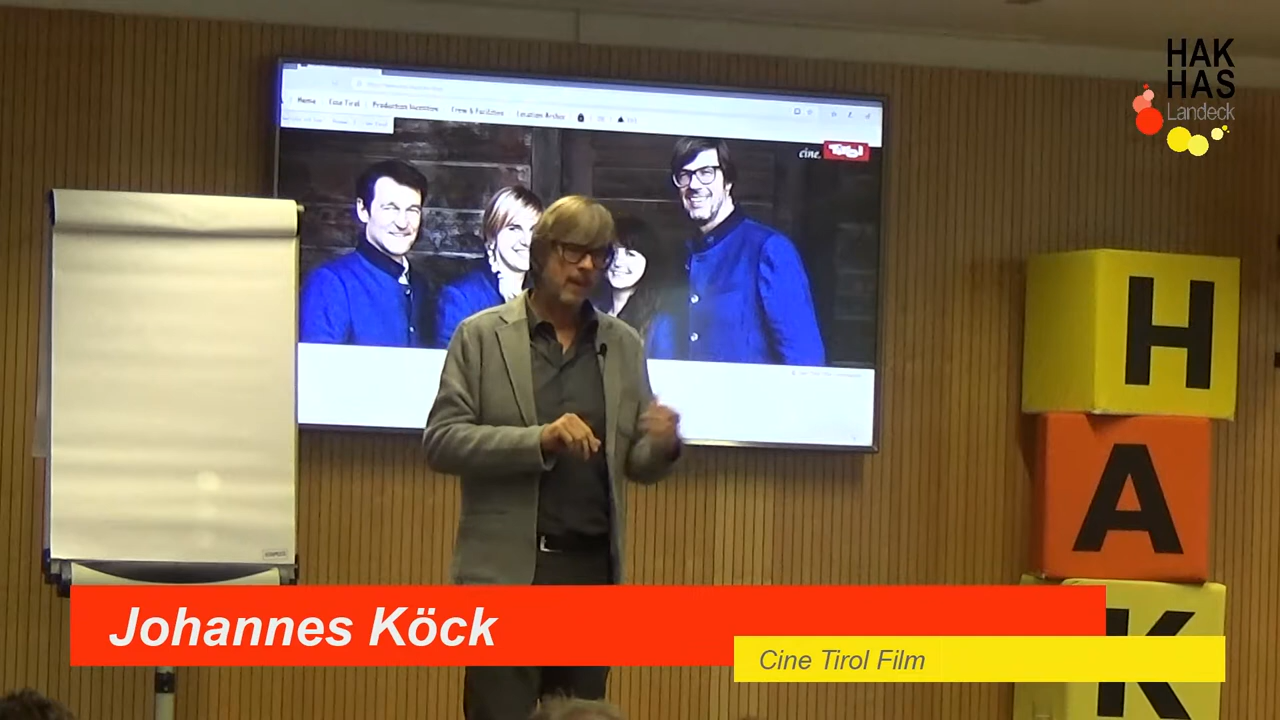 HAK
HAS
Landeck
Home Cine Tirol Production Incentives Crew & Facilities Location Archive
cine. Tirol
H
A
K
Johannes Köck
Cine Tirol Film